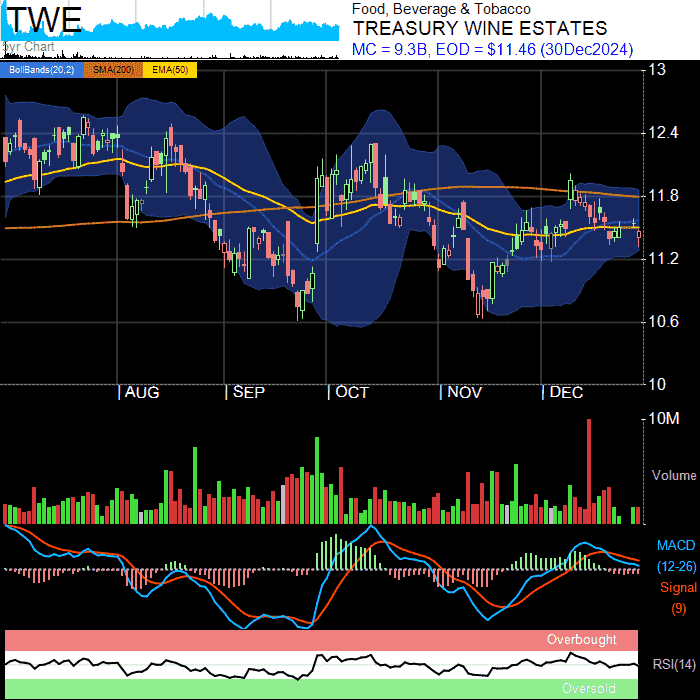 TWE
5yr Chart
Food, Beverage & Tobacco
TREASURY WINE ESTATES
MC = 9.3B, EOD = $11.46 (30Dec2024)
BollBands(20,2) SMA(200) EMA(50)
13
12.4
11.8
11.2
10.6
10
| AUG | SEP | OCT | NOV | DEC
10M
Volume
MACD
(12-26)
Signal
(9)
Overbought
RSI(14)
Oversold